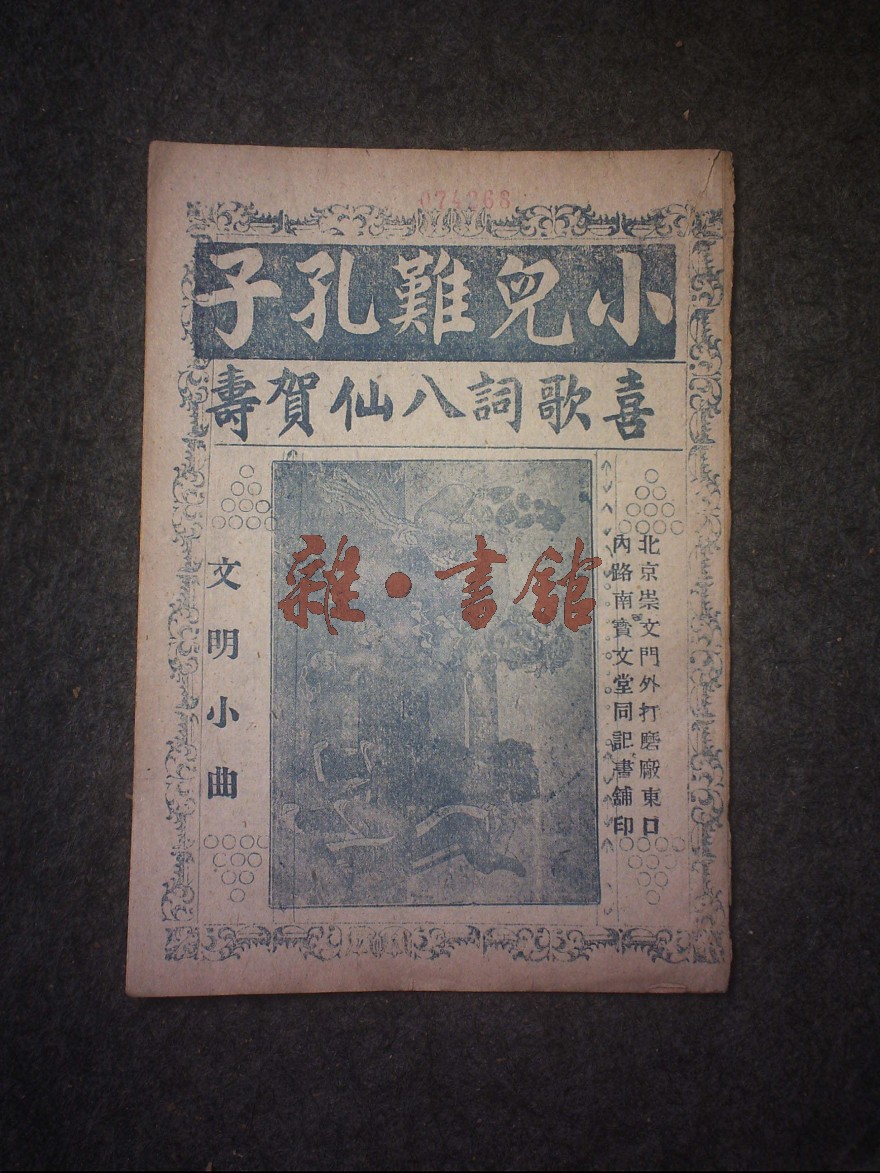 074268
小兒難孔子
喜歌詞八仙賀壽
北京崇文門外打磨廠東口
內路南寶文堂同記書舖印
文明小曲
雜·書館